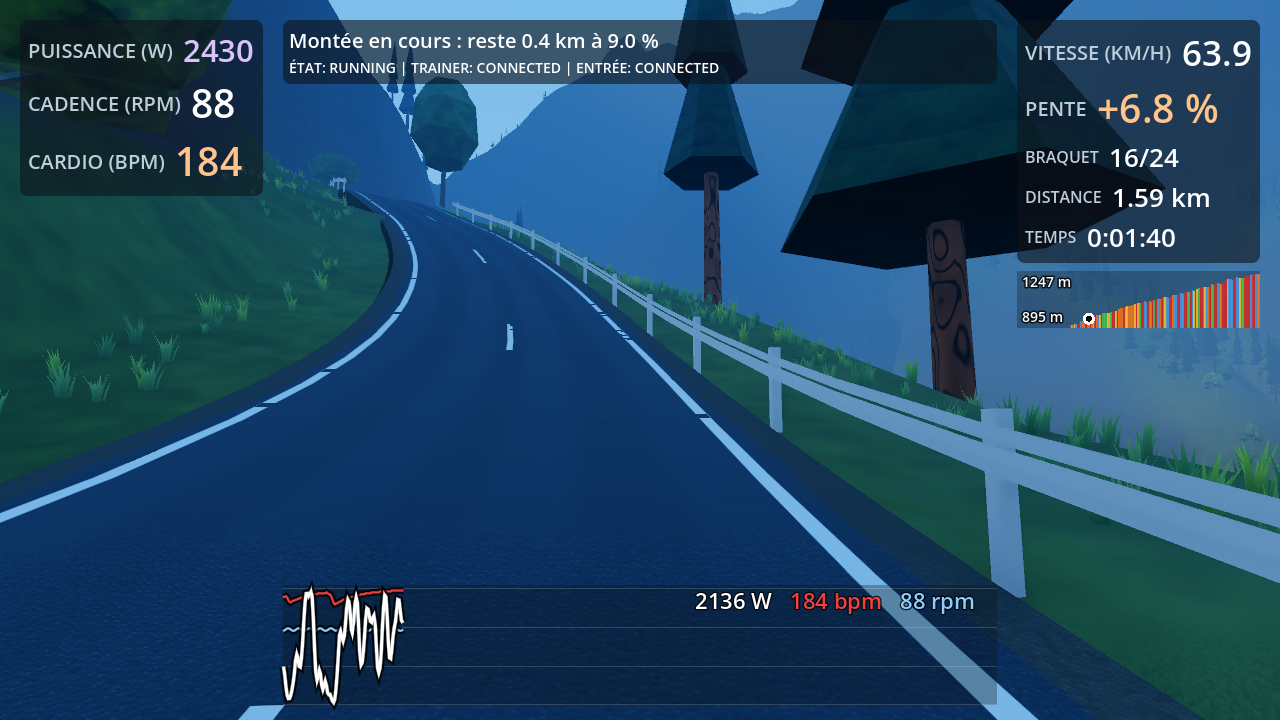 PUISSANCE (W) 2430
CADENCE (RPM) 88
CARDIO (BPM) 184
Montée en cours : reste 0.4 km à 9.0 %
ÉTAT: RUNNING | TRAINER: CONNECTED | ENTRÉE: CONNECTED
VITESSE (KM/H) 63.9
PENTE +6.8 %
BRAQUET 16/24
DISTANCE 1.59 km
TEMPS 0:01:40
1247 m
895 m
2136 W 184 bpm 88 rpm